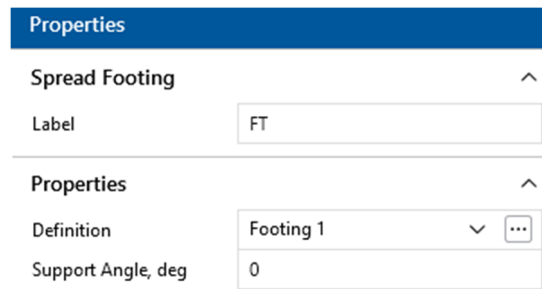 Properties
Spread Footing
Label FT
Properties
Definition Footing 1 ...
Support Angle, deg 0